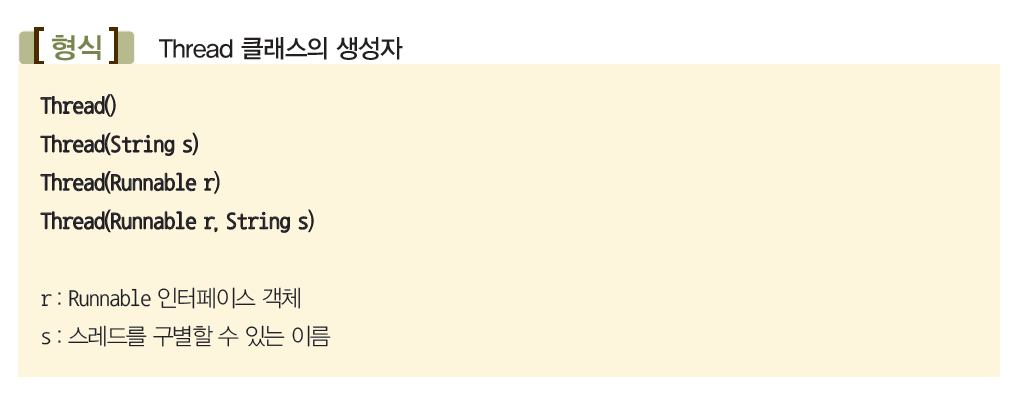 [형식] Thread 클래스의 생성자
Thread()
Thread(String s)
Thread(Runnable r)
Thread(Runnable r, String s)
r : Runnable 인터페이스 객체
s : 스레드를 구별할 수 있는 이름